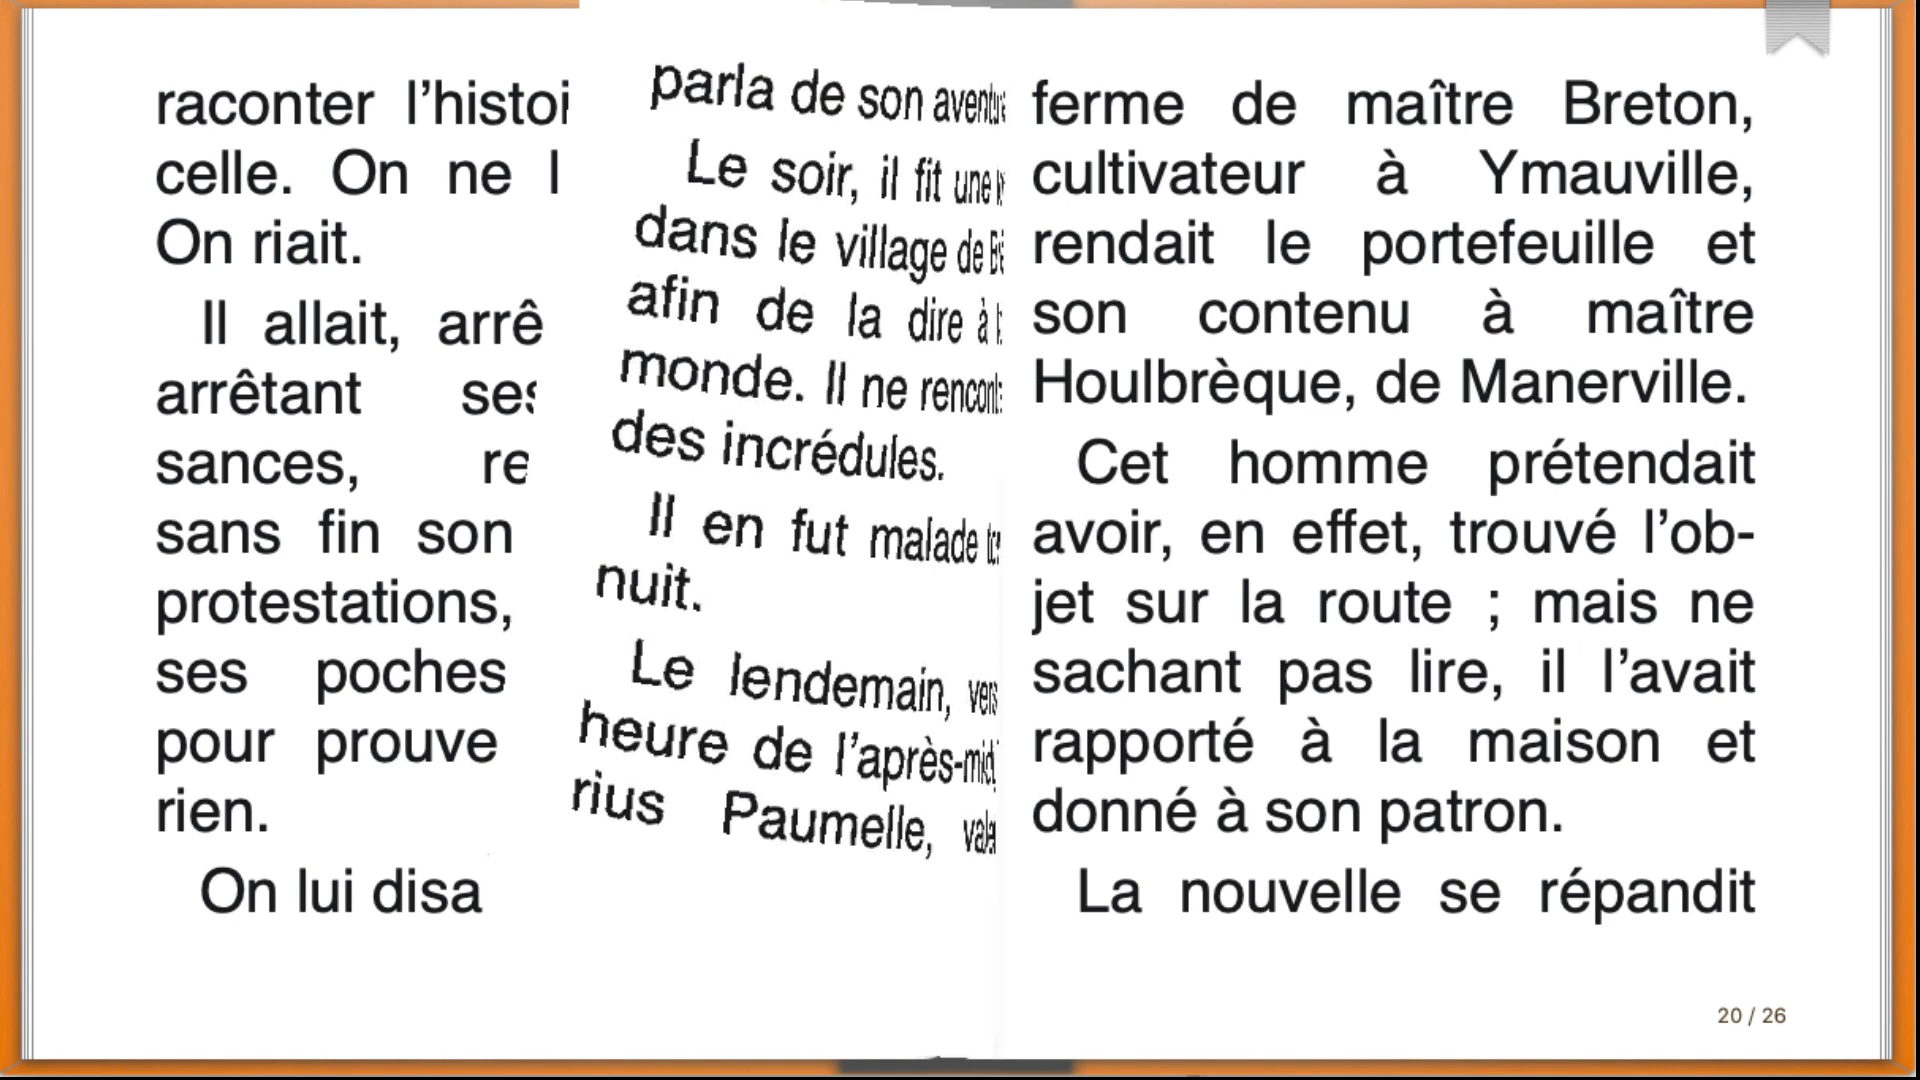 raconter l’histoi
celle. On ne l
On riait.
Il allait, arrê
arrêtant
sances, re
sans fin son
protestations,
ses poches
pour prouve
rien.
On lui disa
parla de son
Le soir, il fit une
dans le village de
afin de la dire à
monde. Il ne
des incrédules.
Il en fut malade
nuit.
Le lendemain, vers
heure de l’après-
rius Paumelle,
ferme de maître Breton,
cultivateur à Ymauville,
rendait le portefeuille et
son contenu à maître
Houlbrèque, de Manerville.
Cet homme prétendait
avoir, en effet, trouvé l’ob-
jet sur la route ; mais ne
sachant pas lire, il l’avait
rapporté à la maison et
donné à son patron.
La nouvelle se répandit
20 / 26